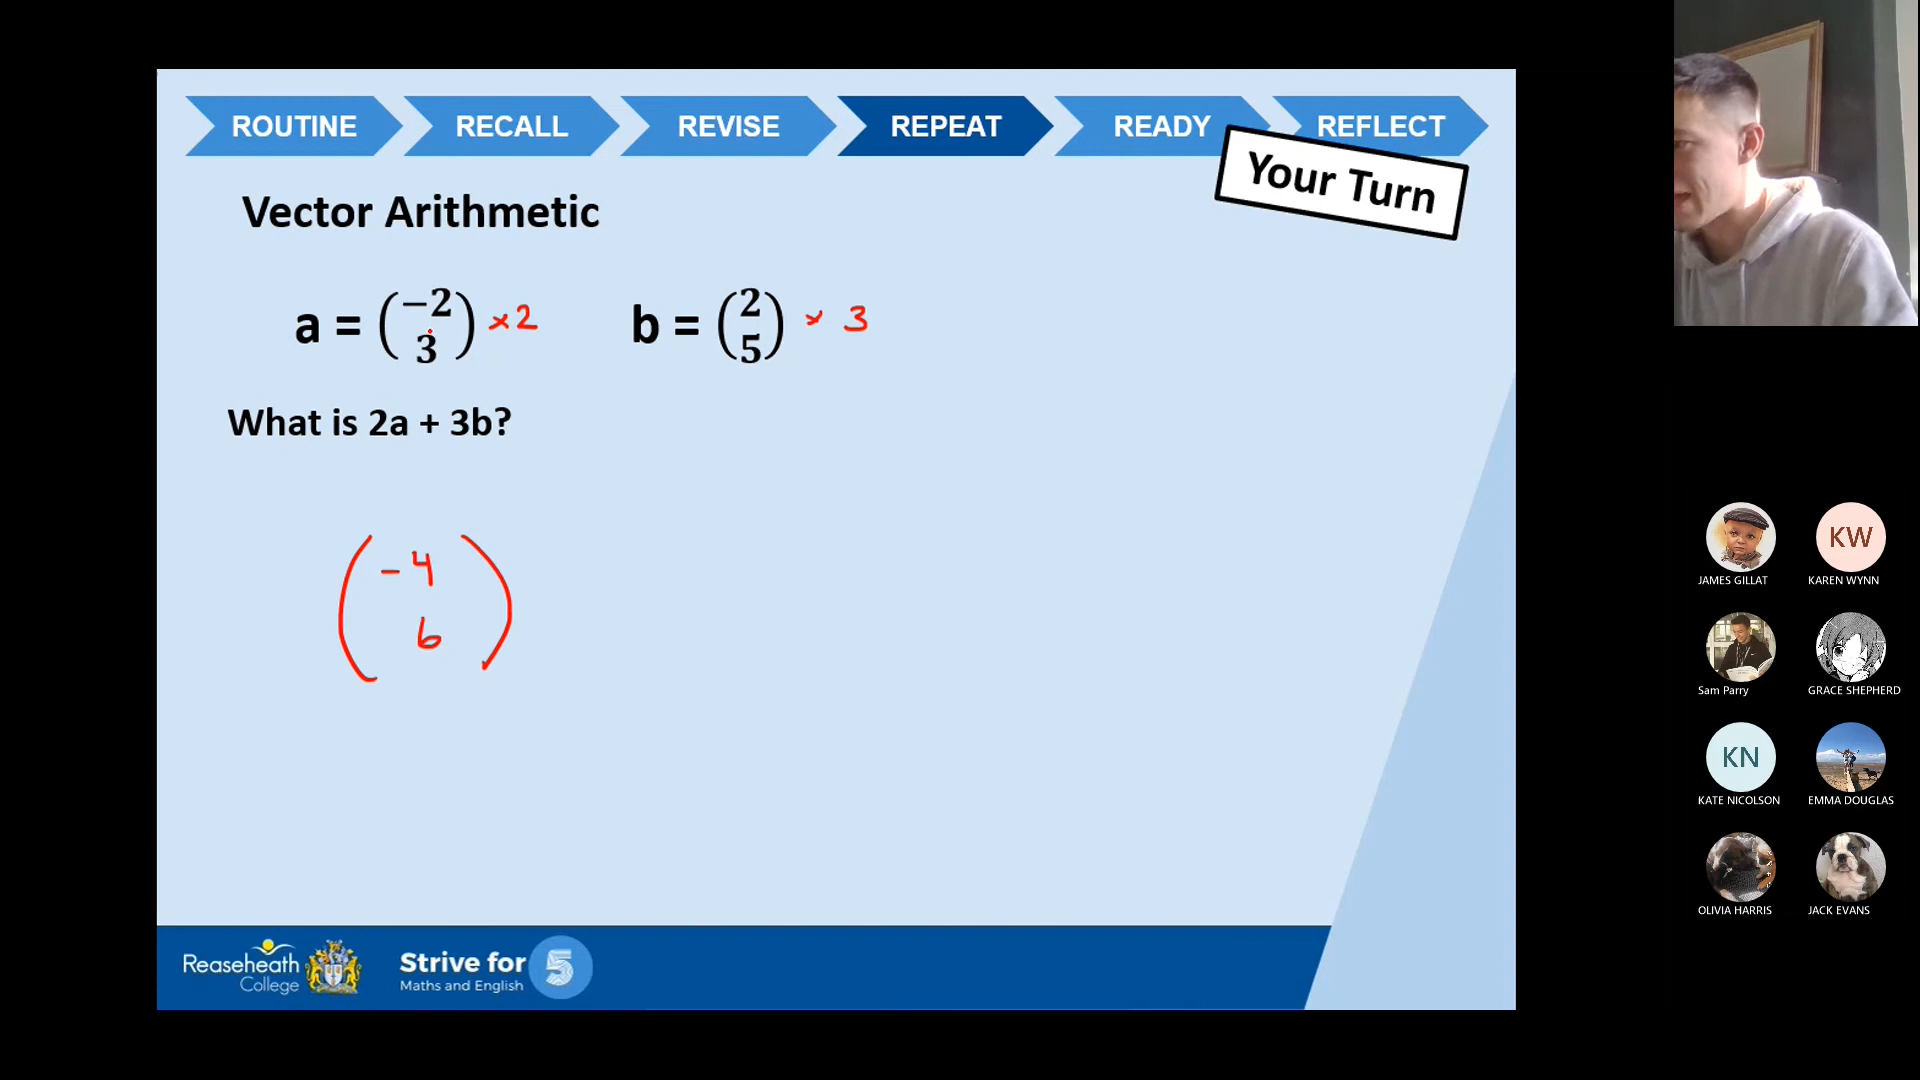 ROUTINE RECALL REVISE REPEAT READY REFLECT
Your Turn
Vector Arithmetic
a = (−2 3) ×2 b = (2 5) × 3
What is 2a + 3b?
(−4
6)
Reaseheath College
Strive for 5
Maths and English
KW
JAMES GILLAT KAREN WYNN
Sam Parry GRACE SHEPHERD
KN
KATE NICOLSON EMMA DOUGLAS
OLIVIA HARRIS JACK EVANS